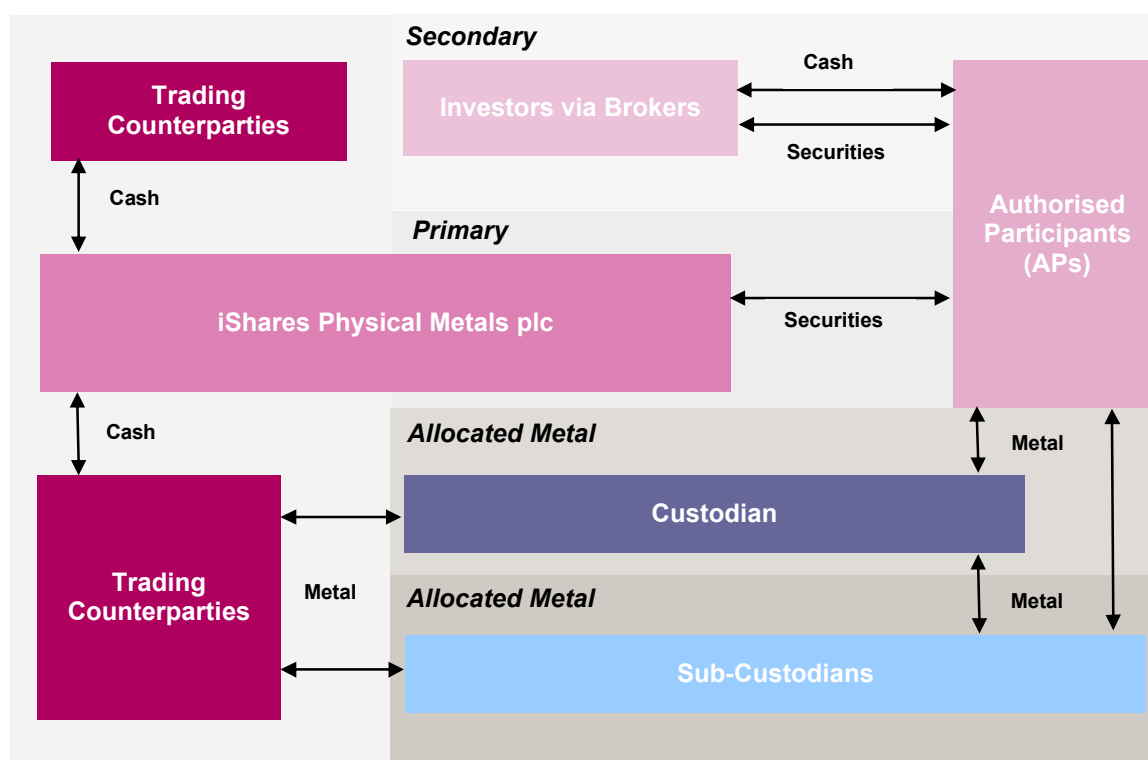 Secondary
Trading
Counterparties
Investors via Brokers
Cash
Securities
Authorised
Participants
(APs)
Cash
Primary
iShares Physical Metals plc
Securities
Cash
Allocated Metal
Metal
Custodian
Trading
Counterparties
Metal
Allocated Metal
Metal
Sub-Custodians